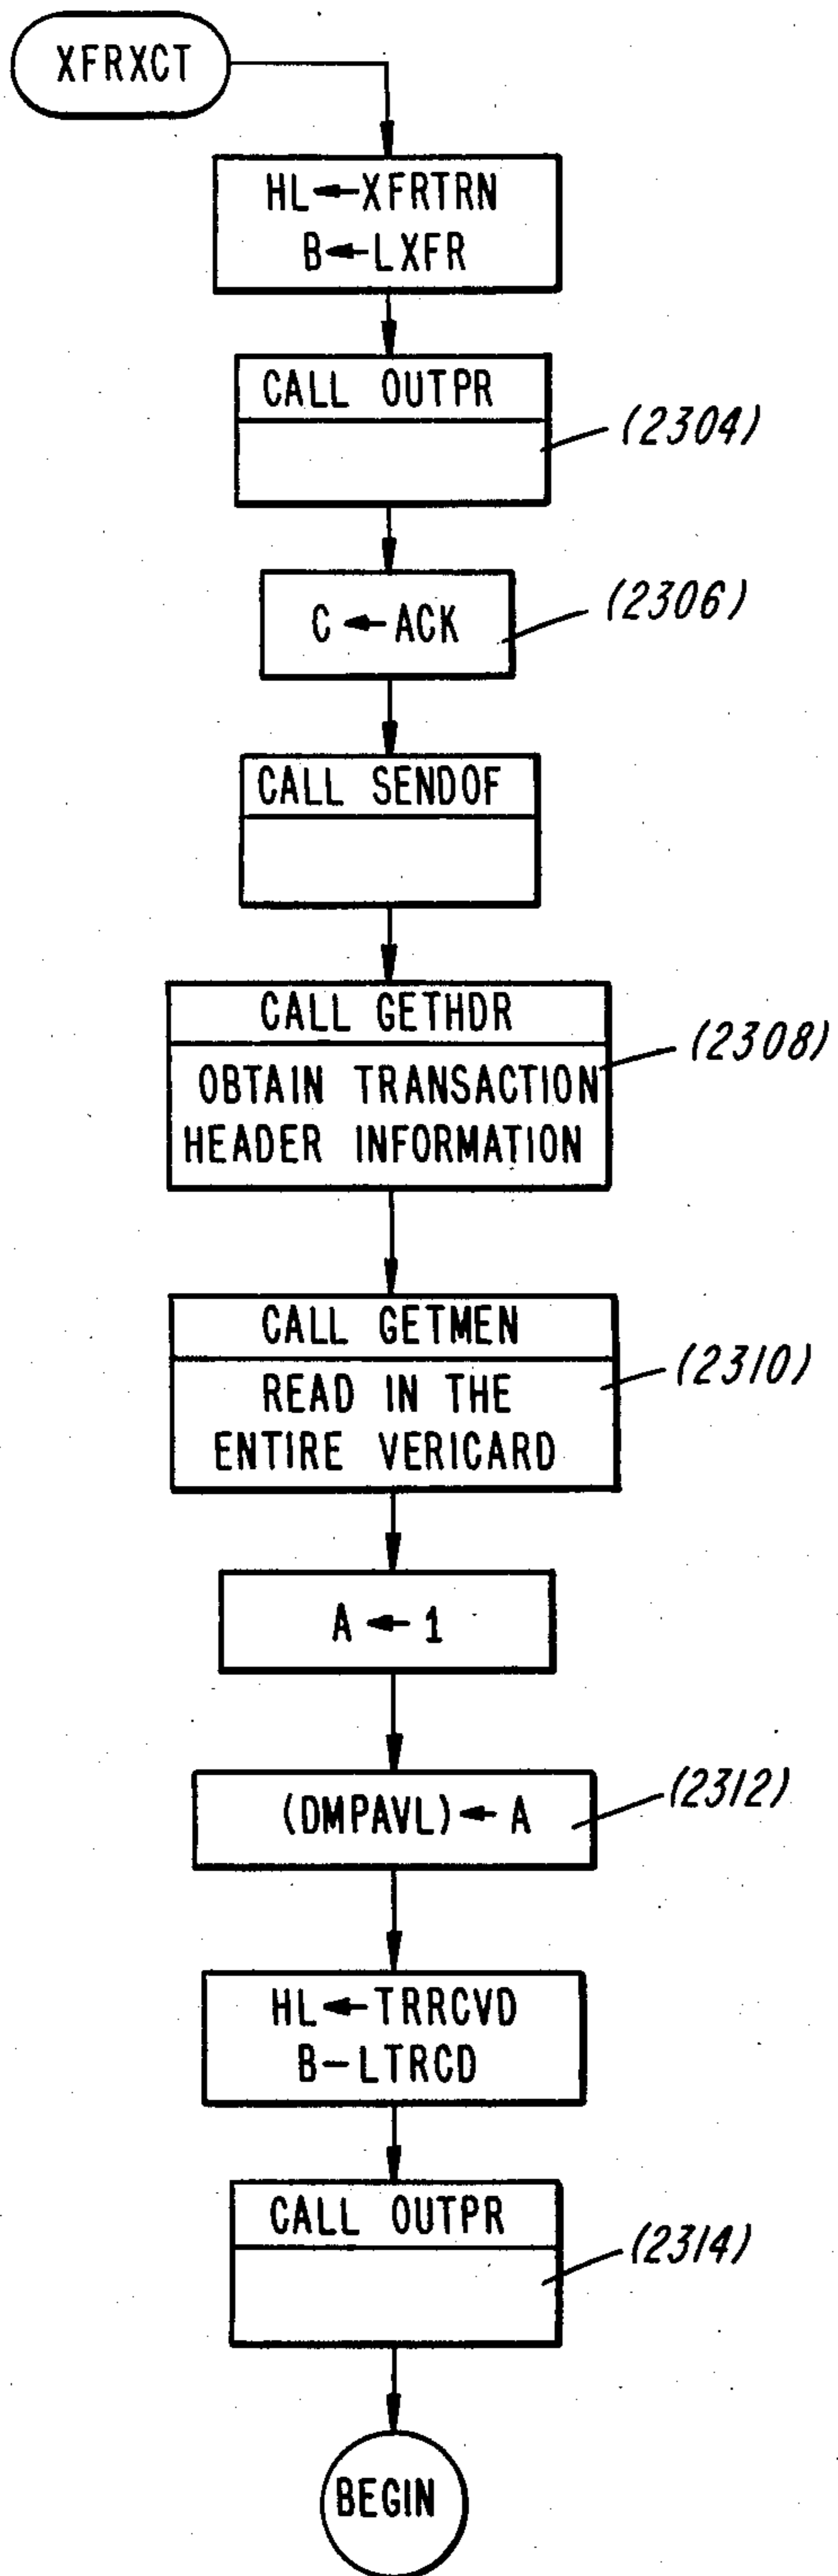 XFRXCT
HL←XFRTRN
B←LXFR
CALL OUTPR
(2304)
C←ACK
(2306)
CALL SENDOF
CALL GETHDR
(2308)
OBTAIN TRANSACTION
HEADER INFORMATION
CALL GETMEN
(2310)
READ IN THE
ENTIRE VERICARD
A←1
(DMPAVL)←A
(2312)
HL←TRRCVD
B-LTRCD
CALL OUTPR
(2314)
BEGIN